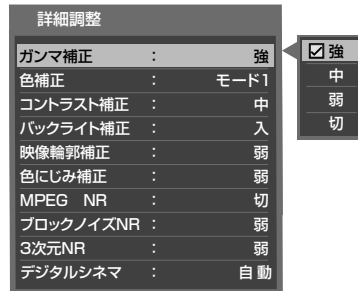 詳細調整
ガンマ補正 : 強
色補正 : モード1
コントラスト補正 : 中
バックライト補正 : 入
映像輪郭補正 : 弱
色にじみ補正 : 弱
MPEG NR : 切
ブロックノイズNR : 弱
3次元NR : 弱
デジタルシネマ : 自動
強
中
弱
切